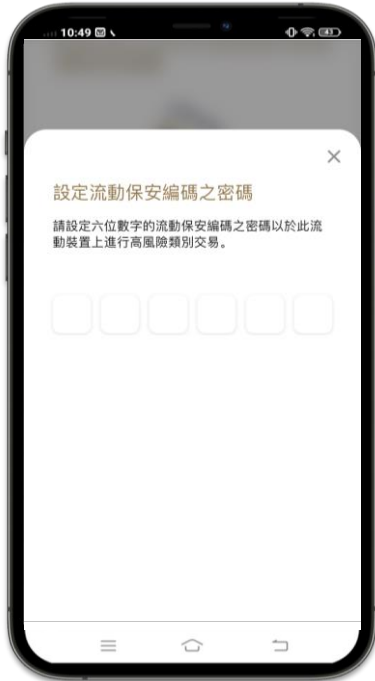 10:49
43
設定流動保安編碼之密碼
請設定六位數字的流動保安編碼之密碼以於此流
動裝置上進行高風險類別交易。